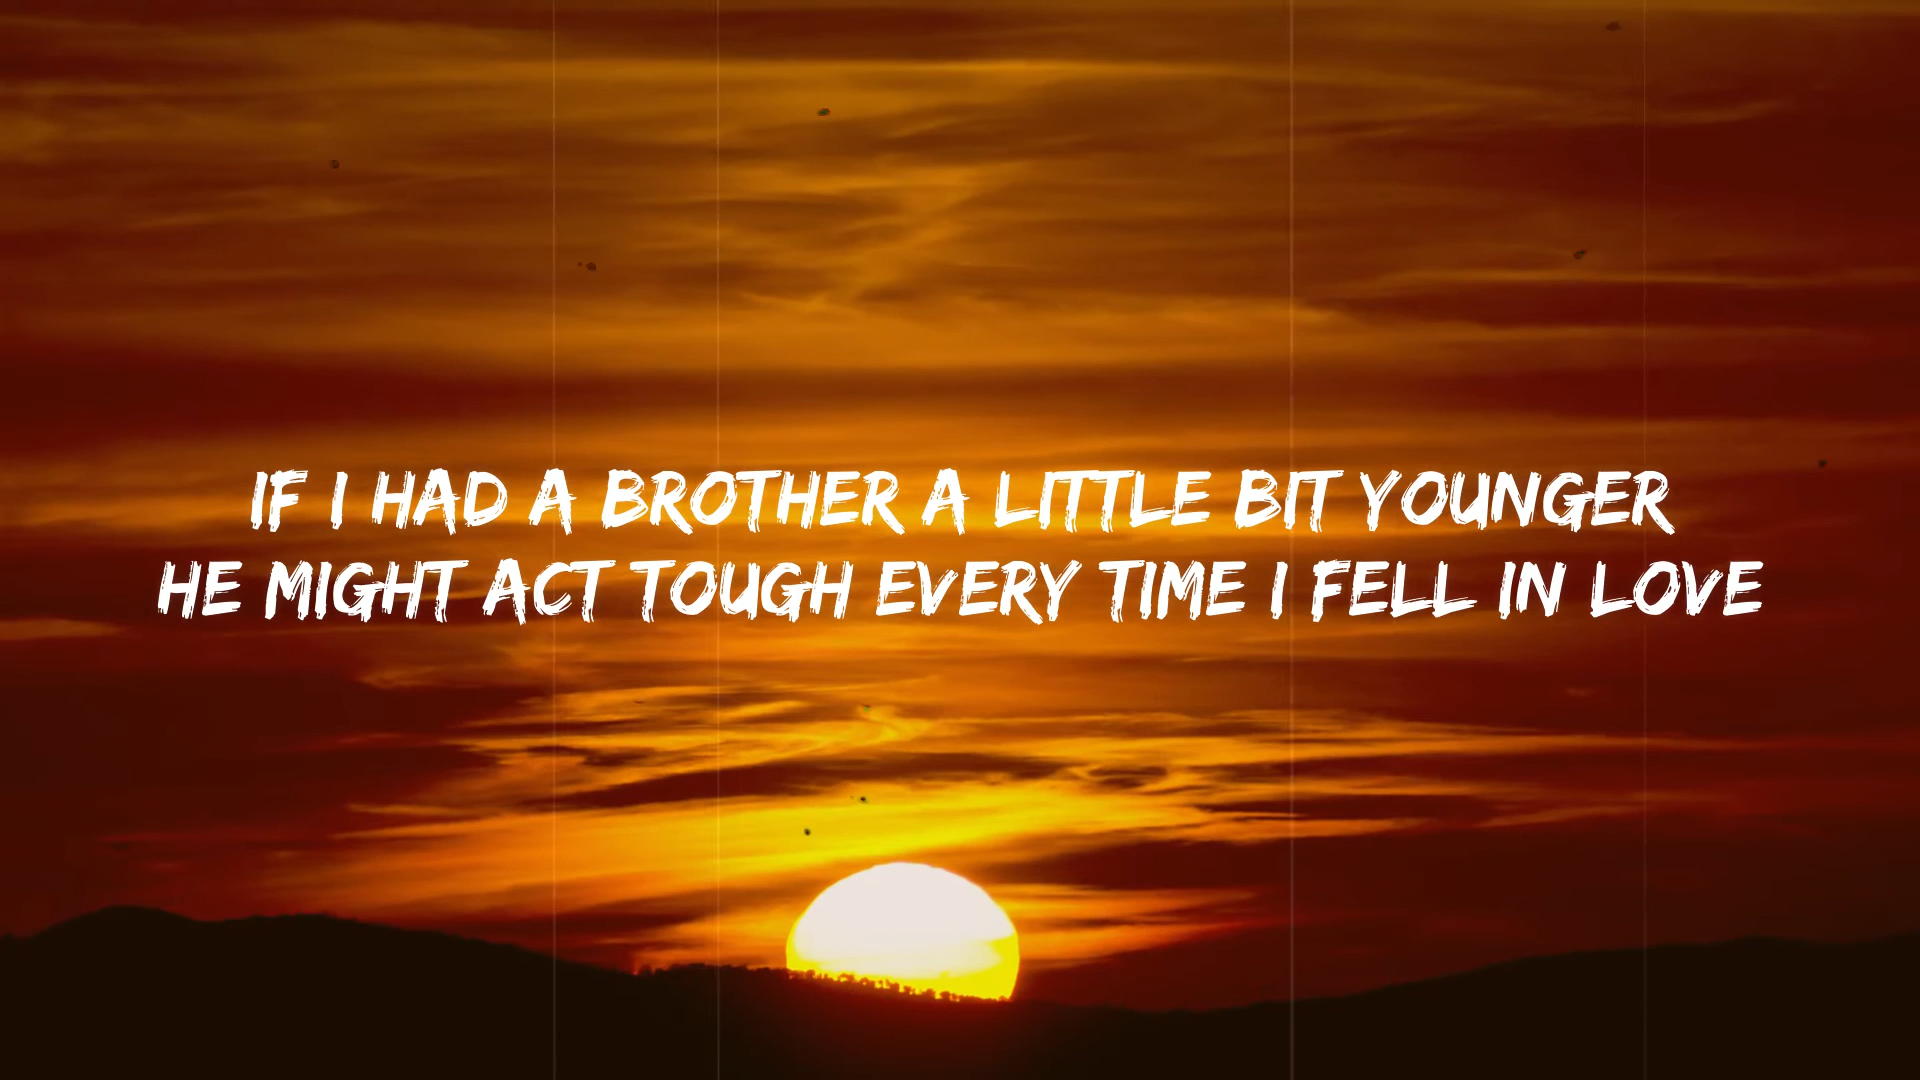 IF I HAD A BROTHER A LITTLE BIT YOUNGER
HE MIGHT ACT TOUGH EVERY TIME I FELL IN LOVE